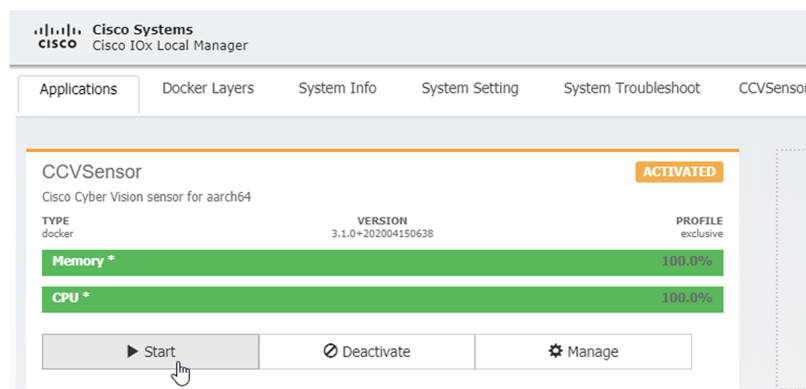 Cisco Systems
CISCO Cisco IOx Local Manager
Applications Docker Layers System Info System Setting System Troubleshoot CCVSensor
CCVSensor ACTIVATED
Cisco Cyber Vision sensor for aarch64
TYPE VERSION PROFILE
docker 3.1.0+202004150638 exclusive
Memory * 100.0%
CPU * 100.0%
Start Deactivate Manage